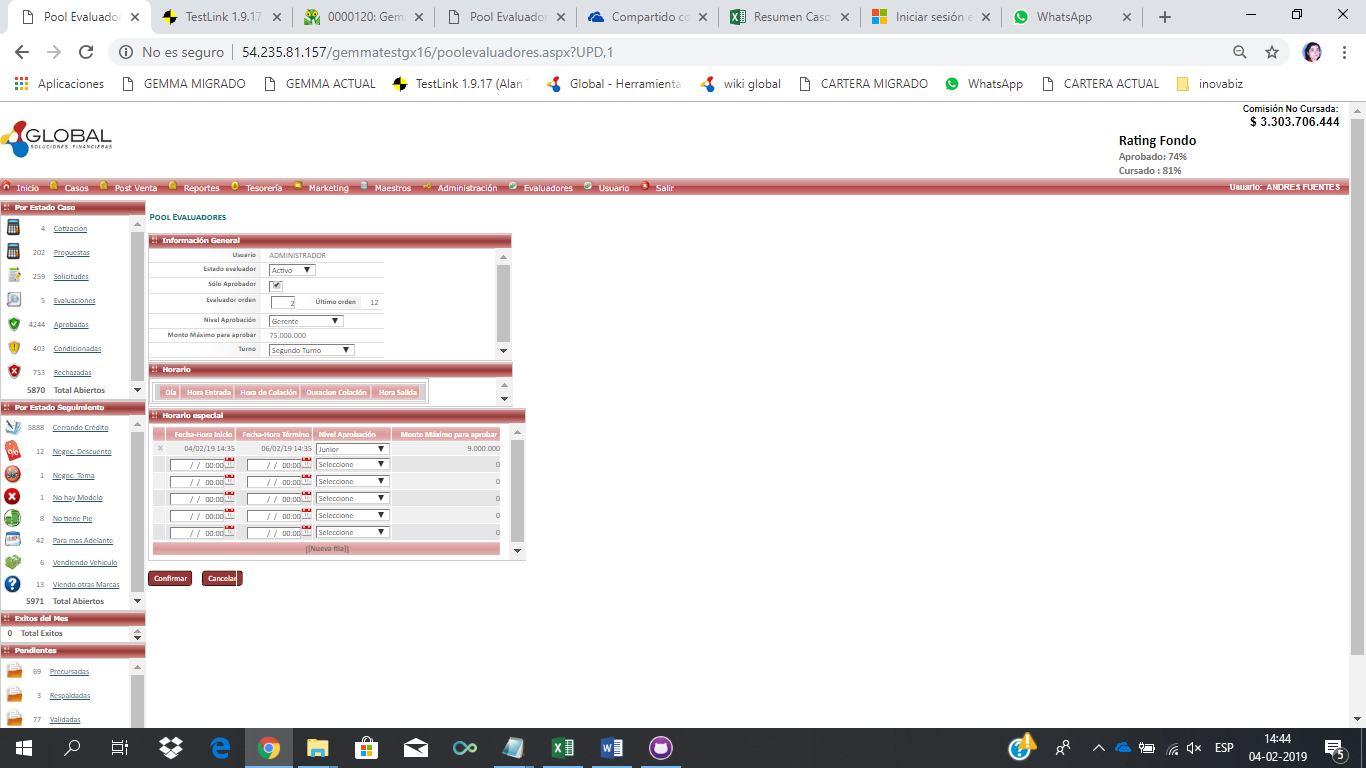 Pool Evaluador
TestLink 1.9.17
0000120: Gem
Pool Evaluador
Compartido co
Resumen Caso
Iniciar sesión e
WhatsApp
No es seguro
54.235.81.157/gemmatestgx16/poolevaluadores.aspx?UPD,1
Aplicaciones
GEMMA MIGRADO
GEMMA ACTUAL
TestLink 1.9.17 (Alan
Global - Herramienta
wiki global
CARTERA MIGRADO
WhatsApp
CARTERA ACTUAL
inovabiz
Comisión No Cursada:
$ 3.303.706.444
GLOBAL
SOLUCIONES FINANCIERAS
Rating Fondo
Aprobado: 74%
Cursado : 81%
Inicio Casos Post Venta Reportes Tesorería Marketing Maestros Administración Evaluadores Usuario Salir
Usuario: ANDRES FUENTES
Por Estado Caso
4 Cotizacion
202 Propuestas
259 Solicitudes
5 Evaluaciones
4244 Aprobadas
403 Condicionadas
753 Rechazadas
5870 Total Abiertos
Por Estado Seguimiento
5888 Cerrando Crédito
12 Negoc. Descuento
1 Negoc. Toma
1 No hay Modelo
8 No tiene Pie
42 Para mas Adelante
6 Vendiendo Vehiculo
13 Viendo otras Marcas
5971 Total Abiertos
Exitos del Mes
0 Total Exitos
Pendientes
69 Precursadas
3 Respaldadas
77 Validadas
Pool Evaluadores
Información General
Usuario ADMINISTRADOR
Estado evaluador Activo
Sólo Aprobador
Evaluador orden 2 Último orden 12
Nivel Aprobación Gerente
Monto Máximo para aprobar 75.000.000
Turno Segundo Turno
Horario
Día Hora Entrada Hora de Colación Duracion Colación Hora Salida
Horario especial
Fecha-Hora Inicio Fecha-Hora Término Nivel Aprobación Monto Máximo para aprobar
x 04/02/19 14:35 06/02/19 14:35 Junior 9.000.000
/ / 00:00 / / 00:00 Seleccione 0
/ / 00:00 / / 00:00 Seleccione 0
/ / 00:00 / / 00:00 Seleccione 0
/ / 00:00 / / 00:00 Seleccione 0
/ / 00:00 / / 00:00 Seleccione 0
[[Nueva fila]]
Confirmar Cancelar
ESP
14:44
04-02-2019
5